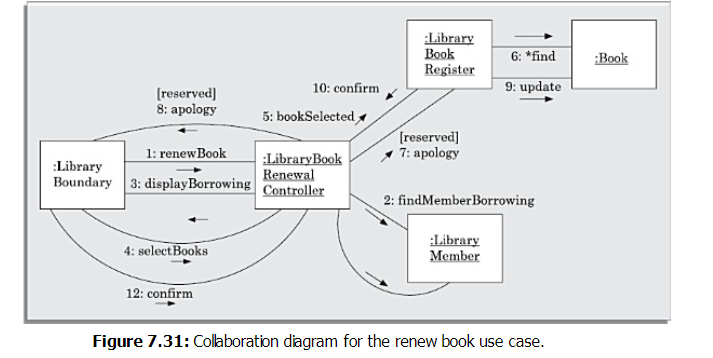 :Library
Book
Register
6: *find
:Book
10: confirm
9: update
[reserved]
8: apology
5: bookSelected
[reserved]
7: apology
:Library
Boundary
1: renewBook
3: displayBorrowing
:LibraryBook
Renewal
Controller
2: findMemberBorrowing
4: selectBooks
:Library
Member
12: confirm
Figure 7.31: Collaboration diagram for the renew book use case.